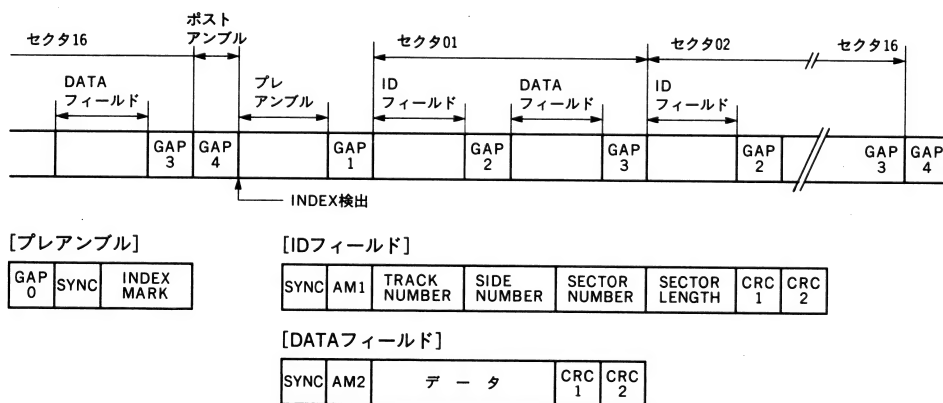 ポスト
アンブル
セクタ16
セクタ01
セクタ02
セクタ16
DATA
フィールド
プレ
アンブル
ID
フィールド
DATA
フィールド
ID
フィールド
GAP
3
GAP
4
GAP
1
GAP
2
GAP
3
GAP
2
GAP
3
GAP
4
INDEX検出
[プレアンブル]
GAP
0
SYNC
INDEX
MARK
[IDフィールド]
SYNC
AM1
TRACK
NUMBER
SIDE
NUMBER
SECTOR
NUMBER
SECTOR
LENGTH
CRC
1
CRC
2
[DATAフィールド]
SYNC
AM2
データ
CRC
1
CRC
2